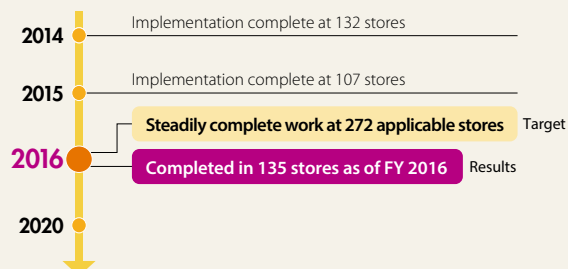 2014
Implementation complete at 132 stores
2015
Implementation complete at 107 stores
2016
Steadily complete work at 272 applicable stores
Target
Completed in 135 stores as of FY 2016
Results
2020